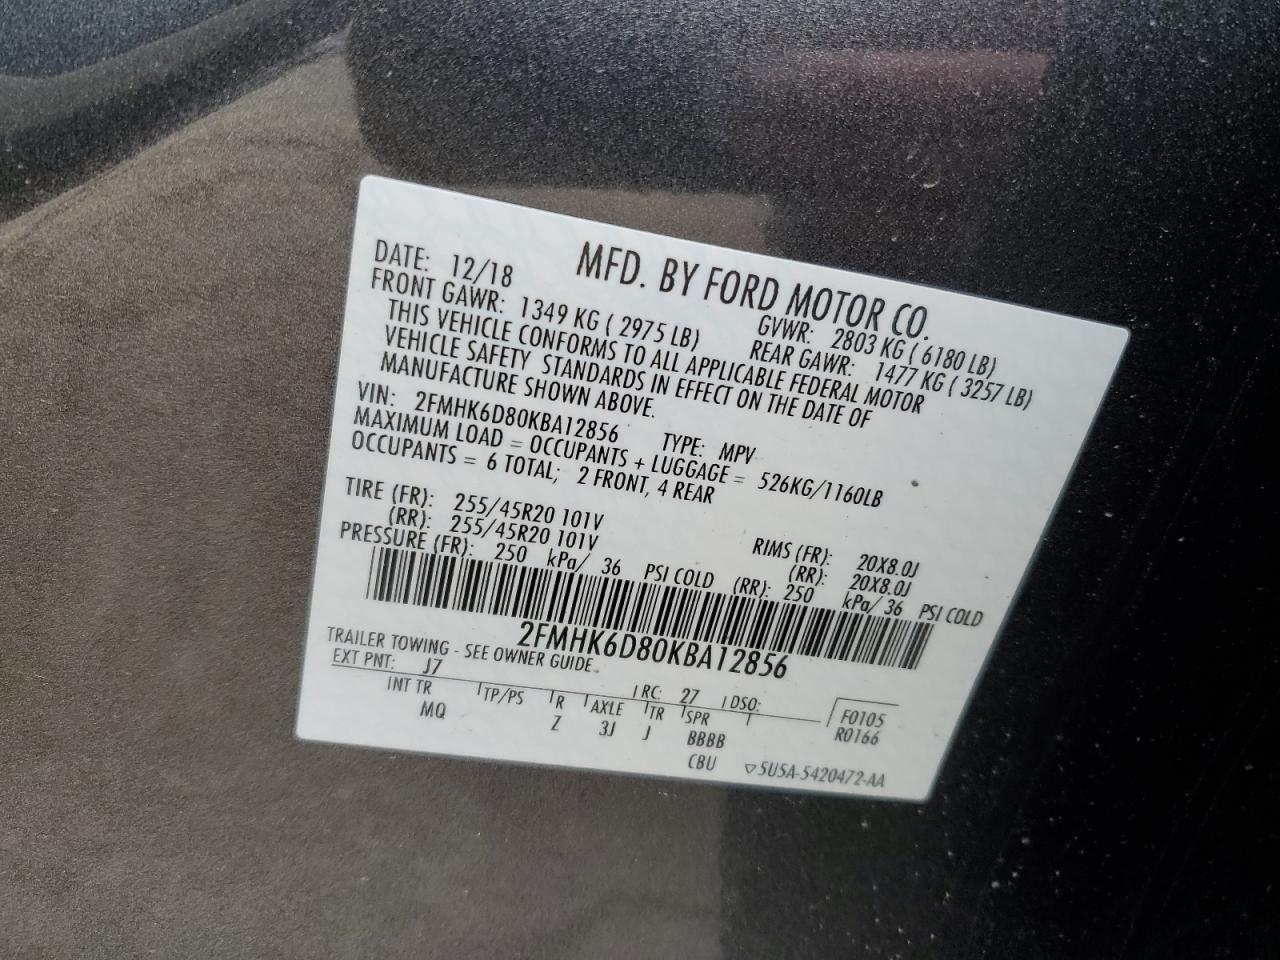 MFD. BY FORD MOTOR CO.
DATE: 12/18 GVWR: 2803 KG ( 6180 LB)
FRONT GAWR: 1349 KG ( 2975 LB) REAR GAWR: 1477 KG ( 3257 LB)
THIS VEHICLE CONFORMS TO ALL APPLICABLE FEDERAL MOTOR
VEHICLE SAFETY STANDARDS IN EFFECT ON THE DATE OF
MANUFACTURE SHOWN ABOVE.
VIN: 2FMHK6D80KBA12856 TYPE: MPV
MAXIMUM LOAD = OCCUPANTS + LUGGAGE = 526KG/1160LB
OCCUPANTS = 6 TOTAL; 2 FRONT, 4 REAR
TIRE (FR): 255/45R20 101V RIMS (FR): 20X8.0J
(RR): 255/45R20 101V (RR): 20X8.0J
PRESSURE (FR): 250 kPa/ 36 PSI COLD (RR): 250 kPa/ 36 PSI COLD
2FMHK6D80KBA12856
TRAILER TOWING - SEE OWNER GUIDE.
EXT PNT: J7 RC: 27 DSO: F0105
INT TR TP/PS R AXLE TR SPR R0166
MQ Z 3J J BBBB
CBU ▽5U5A-5420472-AA